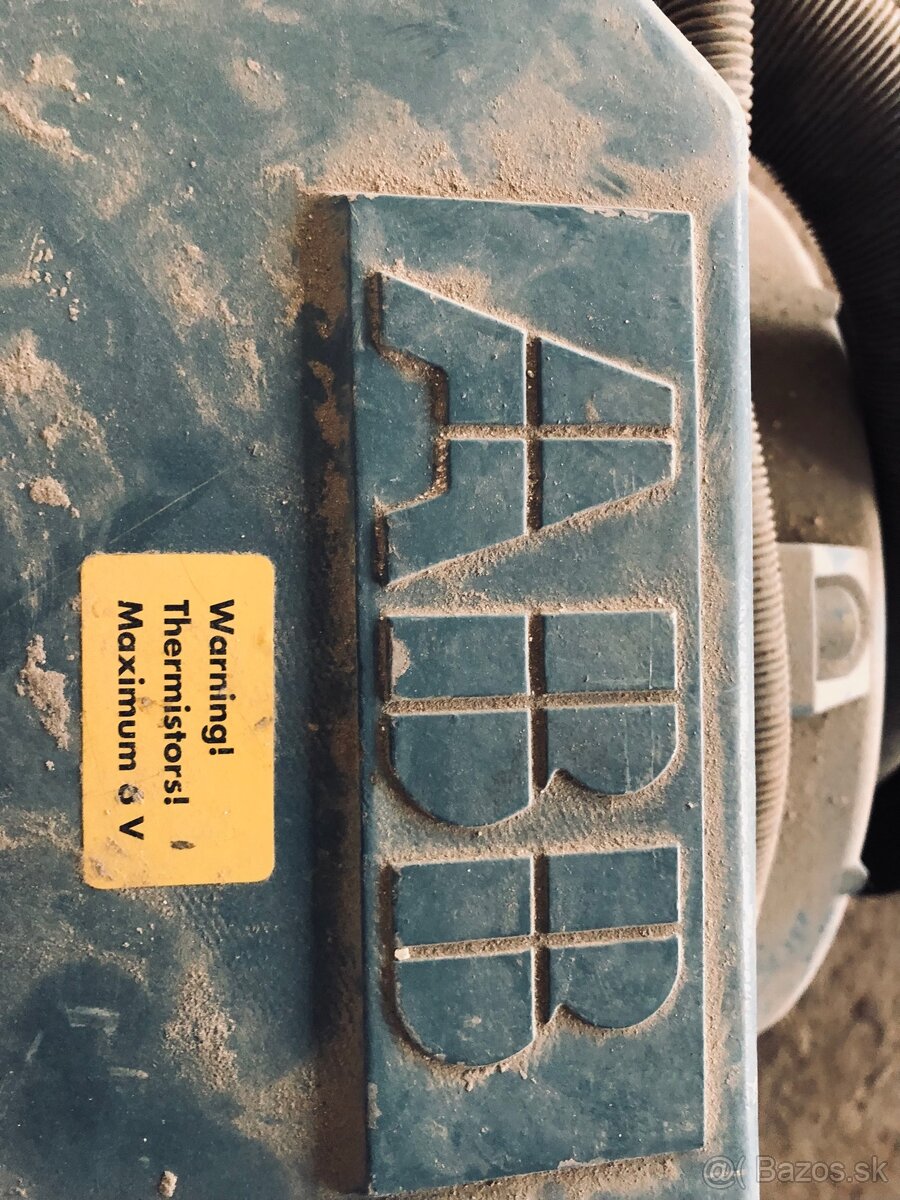 ABB
Warning!
Thermistors!
Maximum 6 V
@( Bazos.sk